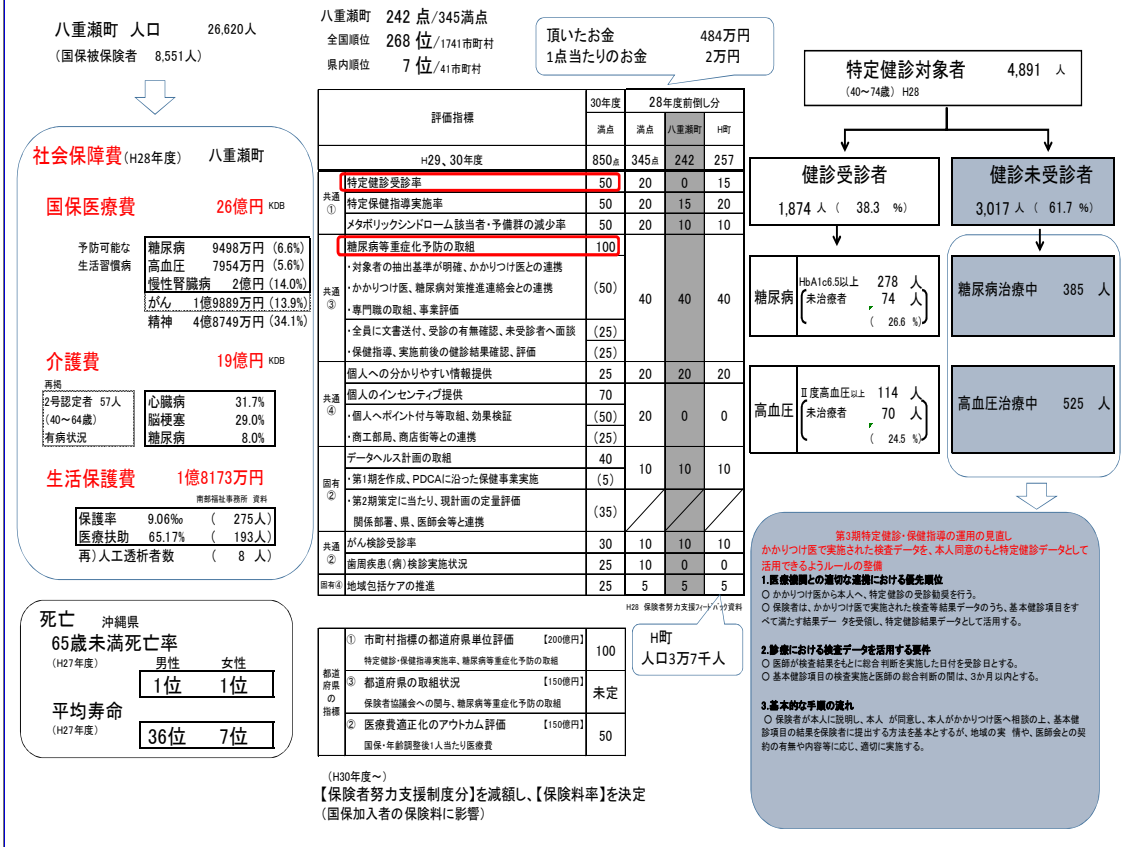 八重瀬町　人口　26,620人
（国保被保険者　8,551人）
社会保障費(H28年度)　八重瀬町
国保医療費　26億円 KDB
予防可能な
生活習慣病
糖尿病　9498万円 (6.6%)
高血圧　7954万円 (5.6%)
慢性腎臓病　2億円 (14.0%)
がん　1億9889万円 (13.9%)
精神　4億8749万円 (34.1%)
介護費　19億円 KDB
再掲
2号認定者 57人
(40～64歳)
有病状況
心臓病　31.7%
脳梗塞　29.0%
糖尿病　8.0%
生活保護費　1億8173万円
南部福祉事務所 資料
保護率　9.06‰　(　275人)
医療扶助　65.17%　(　193人)
再）人工透析者数　(　8 人)
死亡　沖縄県
65歳未満死亡率
(H27年度)　男性　女性
1位　1位
平均寿命
(H27年度)
36位　7位
八重瀬町　242 点/345満点
全国順位　268 位/1741市町村
県内順位　7 位/41市町村
頂いたお金　484万円
1点当たりのお金　2万円
評価指標　30年度　28年度前倒し分
満点　満点　八重瀬町　H町
H29、30年度　850点　345点　242　257
共通①
特定健診受診率　50　20　0　15
特定保健指導実施率　50　20　15　20
メタボリックシンドローム該当者・予備群の減少率　50　20　10　10
共通③
糖尿病等重症化予防の取組　100　40　40　40
・対象者の抽出基準が明確、かかりつけ医との連携
・かかりつけ医、糖尿病対策推進連絡会との連携　(50)
・専門職の取組、事業評価
・全員に文書送付、受診の有無確認、未受診者へ面談　(25)
・保健指導、実施前後の健診結果確認、評価　(25)
共通④
個人への分かりやすい情報提供　25　20　20　20
個人のインセンティブ提供　70　20　0　0
・個人へポイント付与等取組、効果検証　(50)
・商工部局、商店街等との連携　(25)
固有②
データヘルス計画の取組　40　10　10　10
・第1期を作成、PDCAに沿った保健事業実施　(5)
・第2期策定に当たり、現計画の定量評価　(35)
関係部署、県、医師会等と連携
共通②
がん検診受診率　30　10　10　10
歯周疾患(病)検診実施状況　25　10　0　0
固有④　地域包括ケアの推進　25　5　5　5
H28 保険者努力支援フィードバック資料
H町
人口3万7千人
都道府県の指標
①　市町村指標の都道府県単位評価　【200億円】　100
特定健診・保健指導実施率、糖尿病等重症化予防の取組
③　都道府県の取組状況　【150億円】　未定
保険者協議会への関与、糖尿病等重症化予防の取組
②　医療費適正化のアウトカム評価　【150億円】　50
国保・年齢調整後1人当たり医療費
(H30年度～)
【保険者努力支援制度分】を減額し、【保険料率】を決定
(国保加入者の保険料に影響)
特定健診対象者　4,891　人
(40～74歳)　H28
健診受診者
1,874 人 (　38.3　%)
健診未受診者
3,017 人 (　61.7 %)
糖尿病
HbA1c6.5以上　278　人
未治療者　74　人
(　26.6　%)
糖尿病治療中　385　人
高血圧
Ⅱ度高血圧以上　114　人
未治療者　70　人
(　24.5　%)
高血圧治療中　525　人
第3期特定健診・保健指導の運用の見直し
かかりつけ医で実施された検査データを、本人同意のもと特定健診データとして
活用できるようルールの整備
1.医療機関との適切な連携における優先順位
〇 かかりつけ医から本人へ、特定健診の受診勧奨を行う。
〇 保険者は、かかりつけ医で実施された検査等結果データのうち、基本健診項目をす
べて満たす結果デー　タを受領し、特定健診結果データとして活用する。
2.診療における検査データを活用する要件
〇 医師が検査結果をもとに総合判断を実施した日付を受診日とする。
〇 基本健診項目の検査実施と医師の総合判断の間は、3か月以内とする。
3.基本的な手順の流れ
〇 保険者が本人に説明し、本人　が同意し、本人がかかりつけ医へ相談の上、基本健
診項目の結果を保険者に提出する方法を基本とするが、地域の実　情や、医師会との契
約の有無や内容等に応じ、適切に実施する。